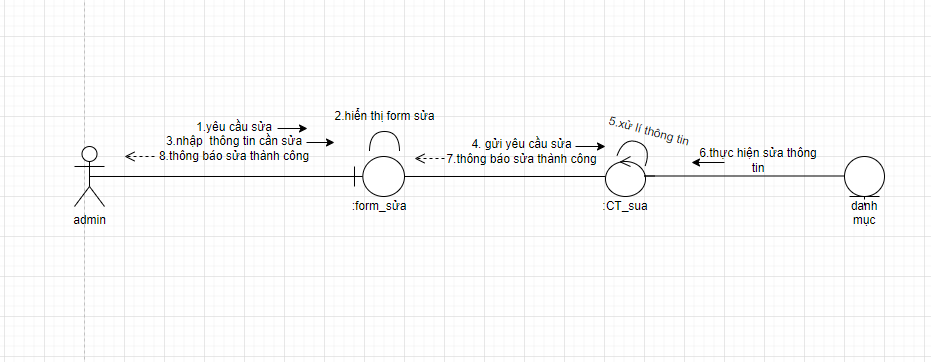 2.hiển thị form sửa
1.yêu cầu sửa
3.nhập thông tin cần sửa
8.thông báo sửa thành công
5.xử lí thông tin
4. gửi yêu cầu sửa
7.thông báo sửa thành công
6.thực hiện sửa thông
tin
admin
:form_sửa
:CT_sua
danh
mục